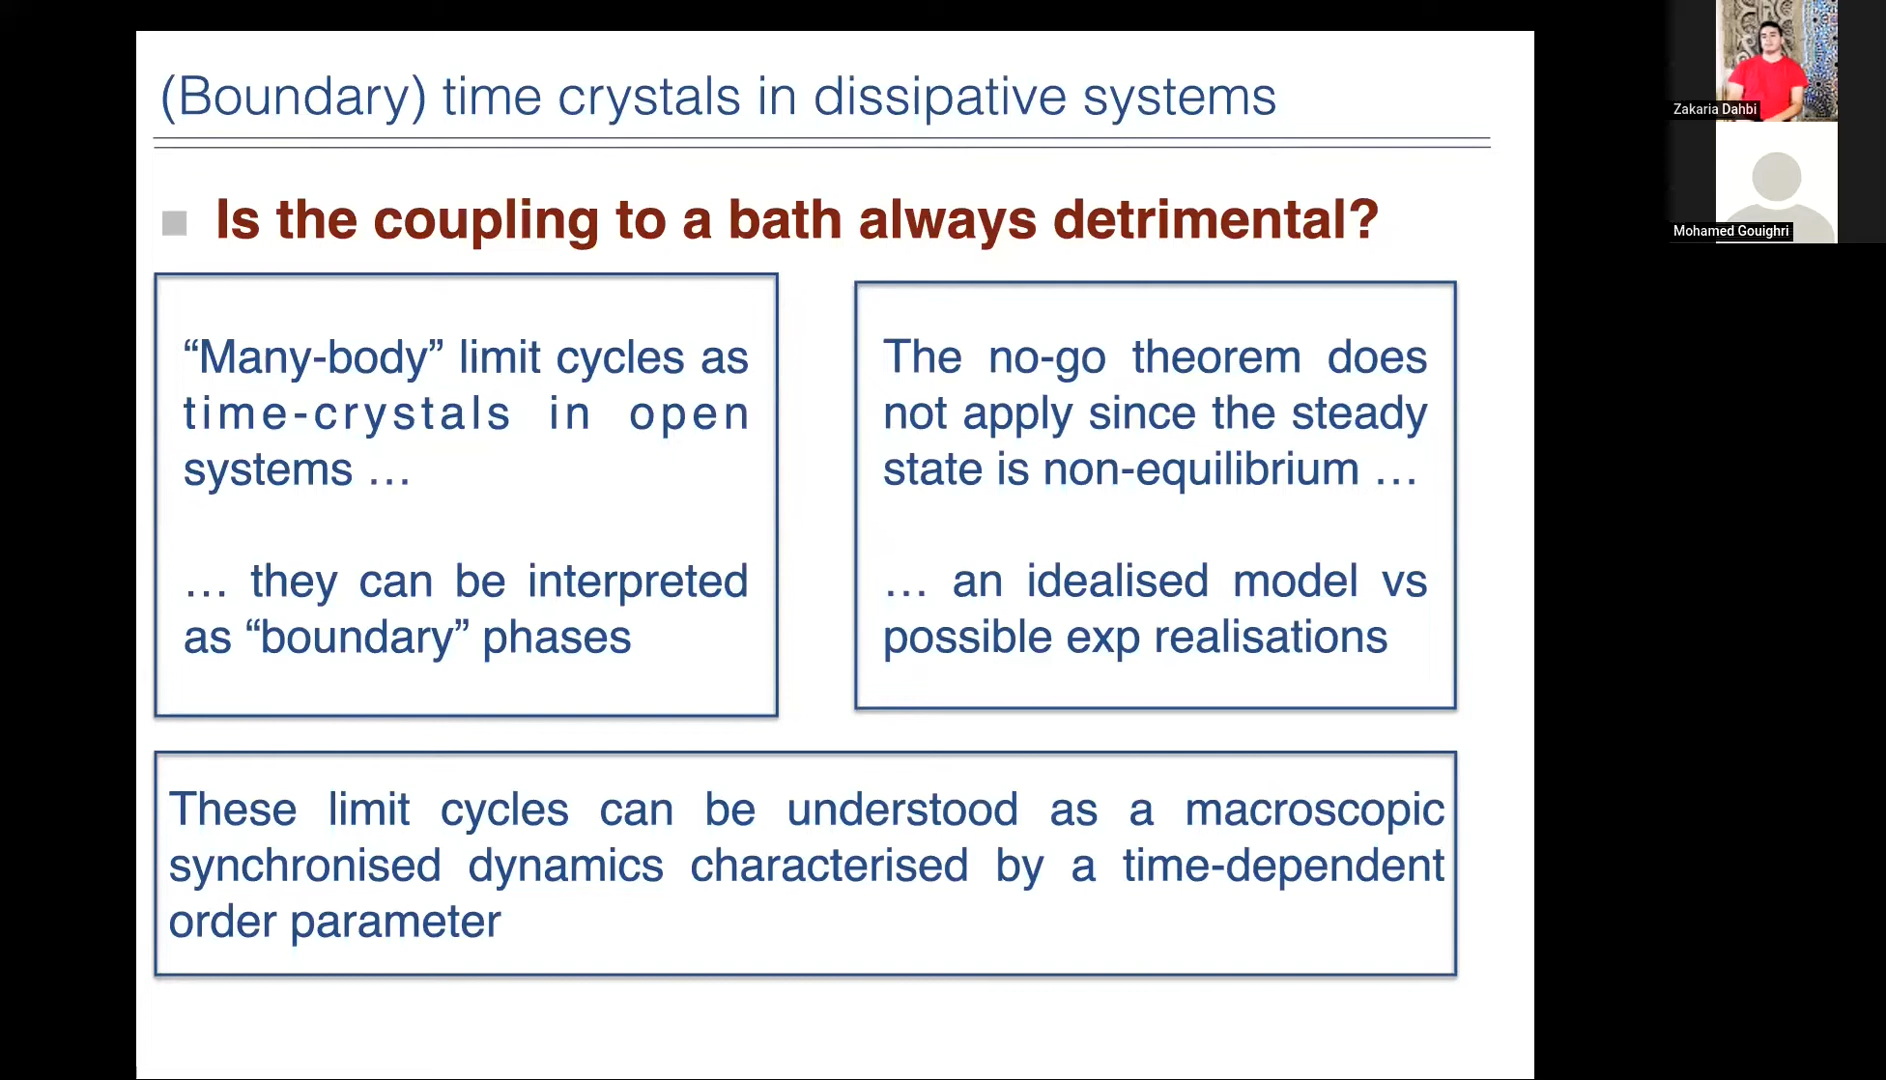 (Boundary) time crystals in dissipative systems
Is the coupling to a bath always detrimental?
“Many-body” limit cycles as
time-crystals in open
systems …
… they can be interpreted
as “boundary” phases
The no-go theorem does
not apply since the steady
state is non-equilibrium …
… an idealised model vs
possible exp realisations
These limit cycles can be understood as a macroscopic
synchronised dynamics characterised by a time-dependent
order parameter
Zakaria Dahbi
Mohamed Gouighri